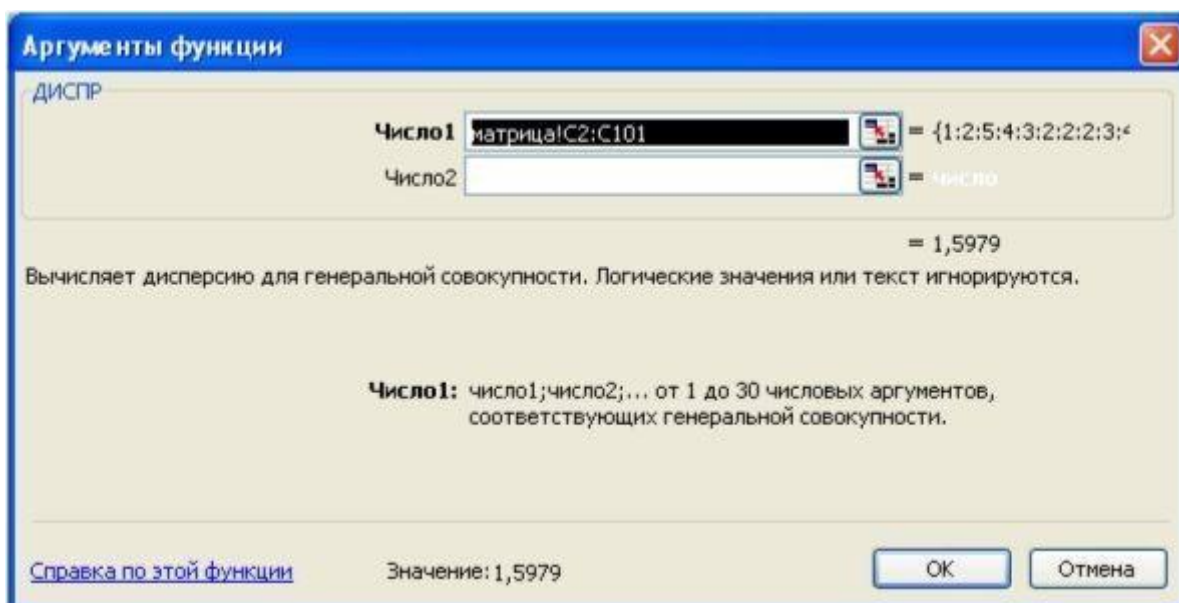 Аргументы функции
ДИСПР
Число1 матрица!C2:C101 = {1:2:5:4:3:2:2:2:3:4
Число2 = число
= 1,5979
Вычисляет дисперсию для генеральной совокупности. Логические значения или текст игнорируются.
Число1: число1;число2;... от 1 до 30 числовых аргументов,
соответствующих генеральной совокупности.
Справка по этой функции
Значение: 1,5979
OK
Отмена